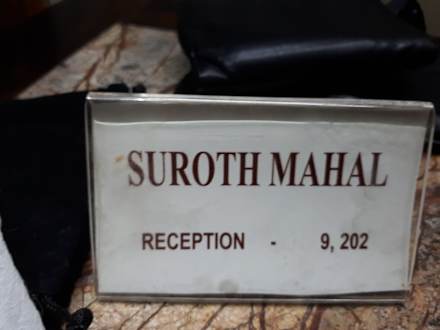 SUROTH MAHAL
RECEPTION - 9, 202